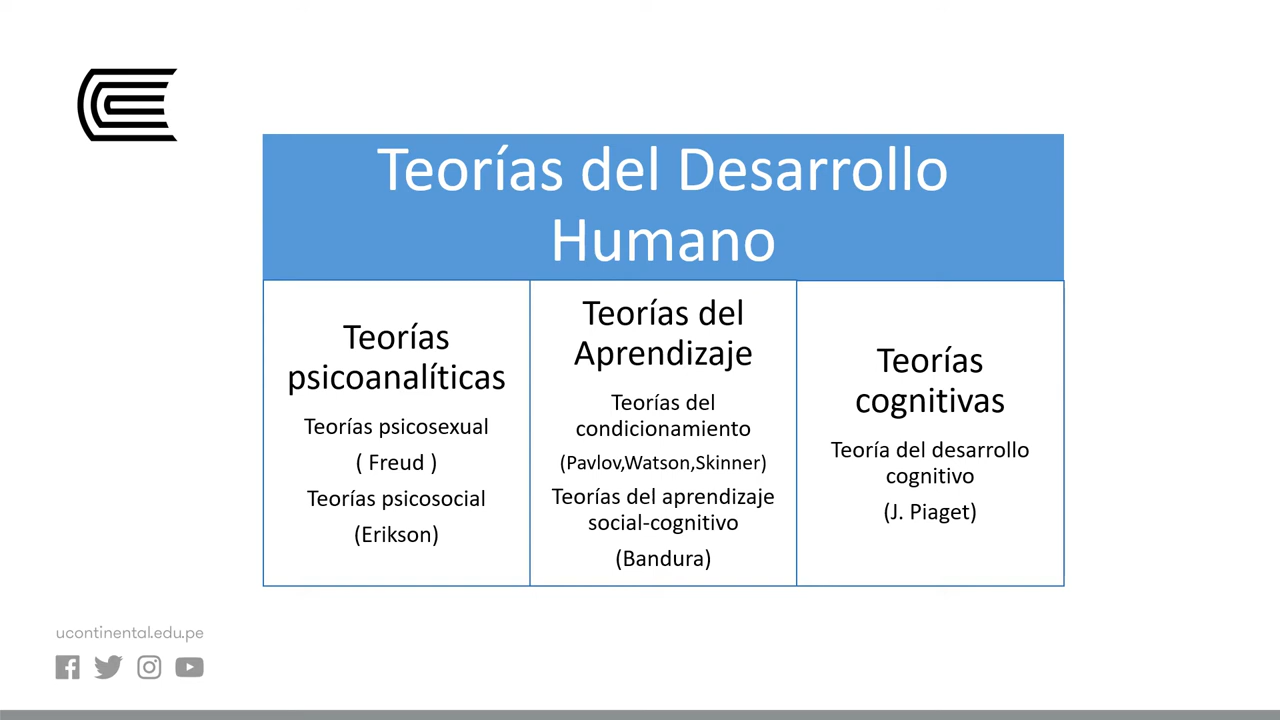 Teorías del Desarrollo
Humano
Teorías
psicoanalíticas
Teorías psicosexual
( Freud )
Teorías psicosocial
(Erikson)
Teorías del
Aprendizaje
Teorías del
condicionamiento
(Pavlov,Watson,Skinner)
Teorías del aprendizaje
social-cognitivo
(Bandura)
Teorías
cognitivas
Teoría del desarrollo
cognitivo
(J. Piaget)
ucontinental.edu.pe